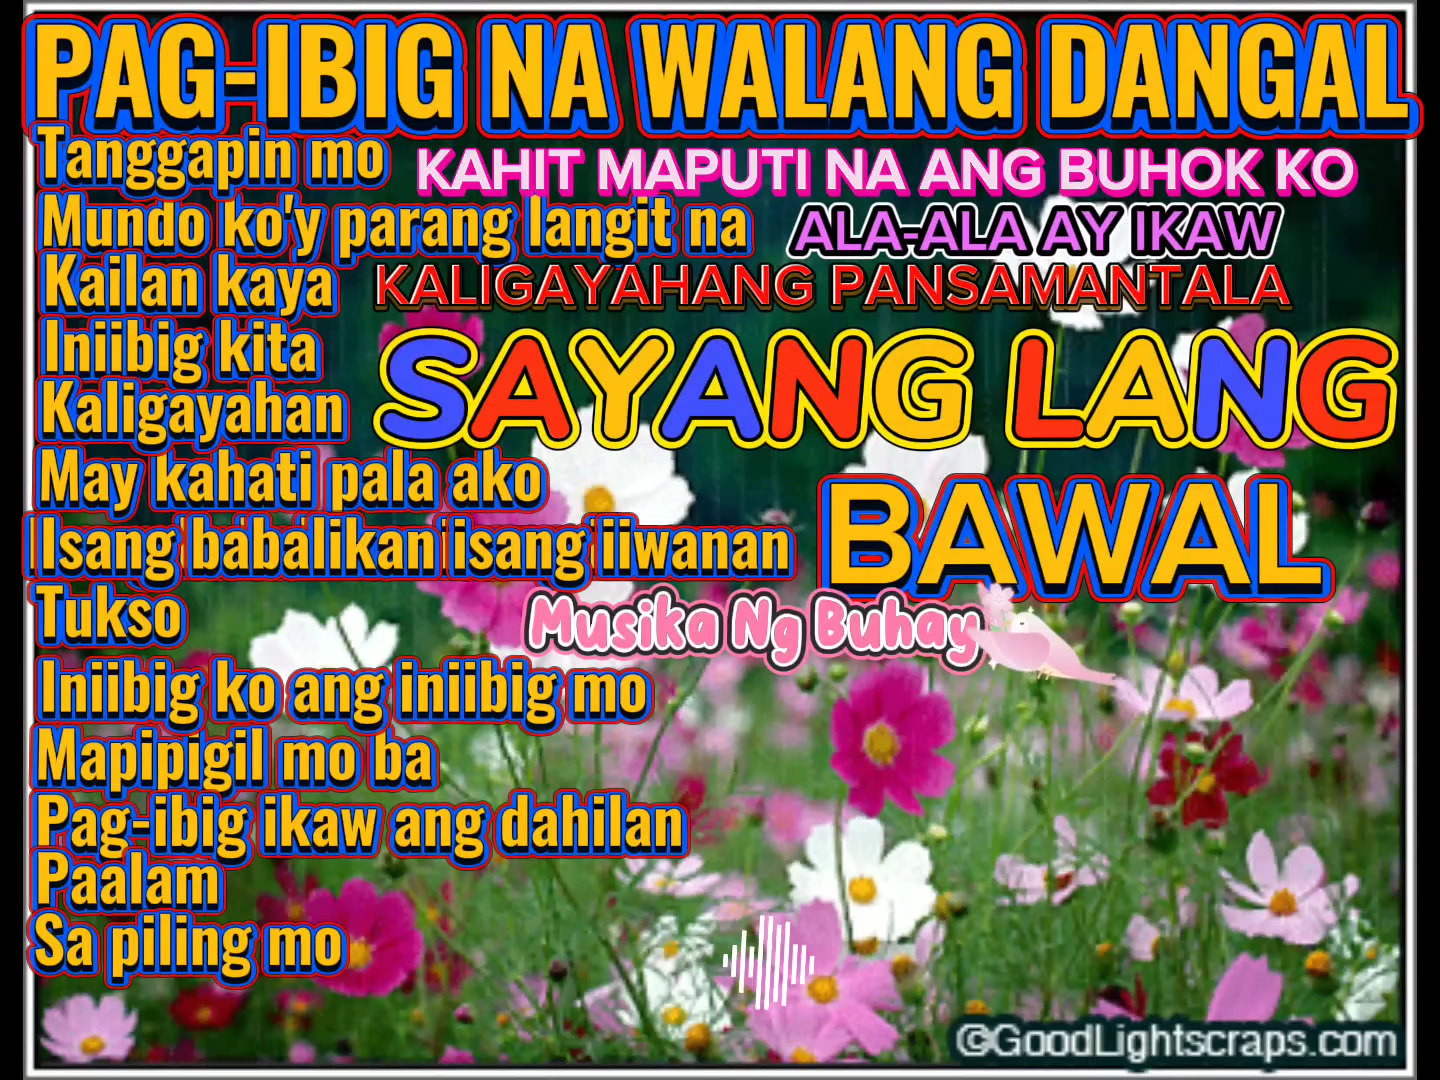 PAG-IBIG NA WALANG DANGAL
Tanggapin mo
KAHIT MAPUTI NA ANG BUHOK KO
Mundo ko'y parang langit na
ALA-ALA AY IKAW
Kailan kaya
KALIGAYAHANG PANSAMANTALA
Iniibig kita
SAYANG LANG
Kaligayahan
May kahati pala ako
BAWAL
Isang babalikan isang iiwanan
Tukso
Musika Ng Buhay
Iniibig ko ang iniibig mo
Mapipigil mo ba
Pag-ibig ikaw ang dahilan
Paalam
Sa piling mo
©GoodLightscraps.com